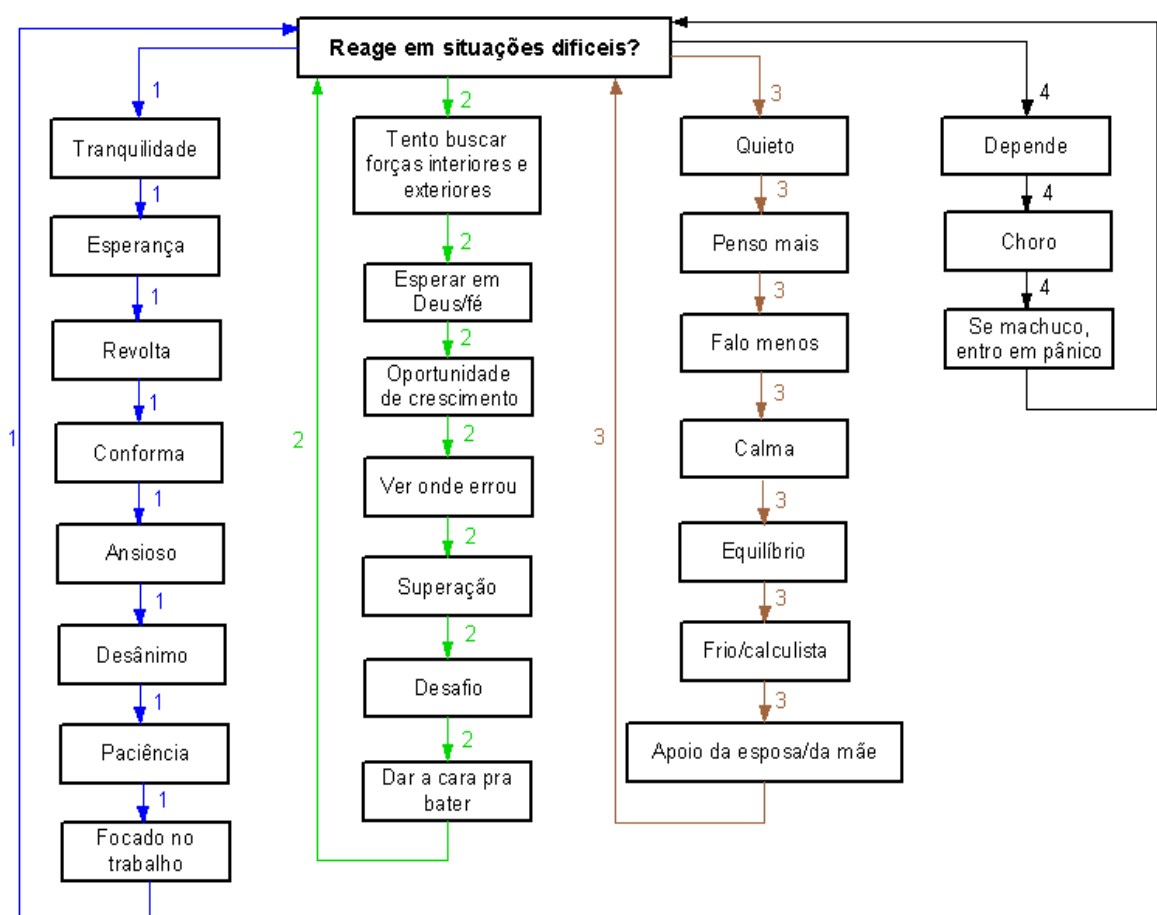 Reage em situações dificeis?
1
Tranquilidade
1
Esperança
1
Revolta
1
Conforma
1
Ansioso
1
Desânimo
1
Paciência
1
Focado no
trabalho
1
2
Tento buscar
forças interiores e
exteriores
2
Esperar em
Deus/fé
2
Oportunidade
de crescimento
2
Ver onde errou
2
Superação
2
Desafio
2
Dar a cara pra
bater
2
3
Quieto
3
Penso mais
3
Falo menos
3
Calma
3
Equilíbrio
3
Frio/calculista
3
Apoio da esposa/da mãe
3
4
Depende
4
Choro
4
Se machuco,
entro em pânico